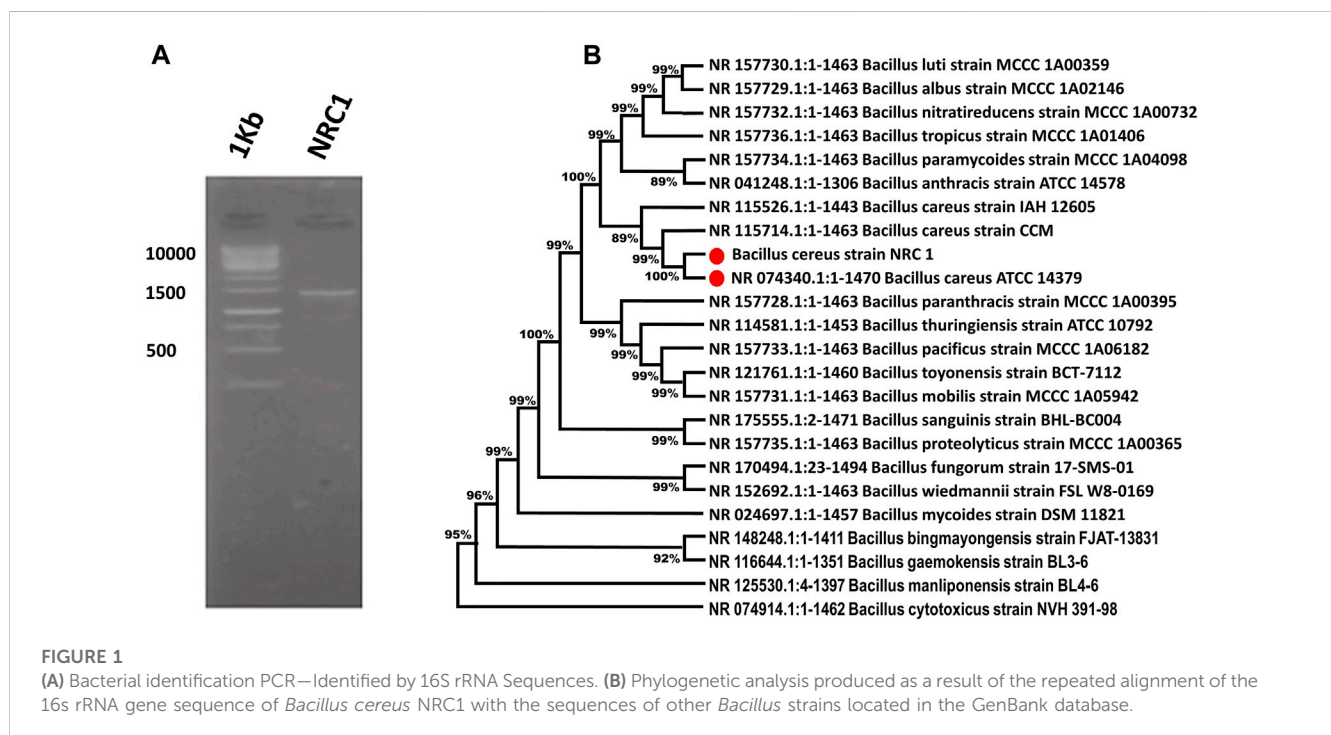 A
1Kb
NRC1
10000
1500
500
B
99%
99%
99%
99%
100%
89%
99%
89%
99%
100%
100%
99%
99%
99%
99%
99%
99%
99%
99%
96%
92%
95%
NR 157730.1:1-1463 Bacillus luti strain MCCC 1A00359
NR 157729.1:1-1463 Bacillus albus strain MCCC 1A02146
NR 157732.1:1-1463 Bacillus nitratireducens strain MCCC 1A00732
NR 157736.1:1-1463 Bacillus tropicus strain MCCC 1A01406
NR 157734.1:1-1463 Bacillus paramycoides strain MCCC 1A04098
NR 041248.1:1-1306 Bacillus anthracis strain ATCC 14578
NR 115526.1:1-1443 Bacillus careus strain IAH 12605
NR 115714.1:1-1463 Bacillus careus strain CCM
Bacillus cereus strain NRC 1
NR 074340.1:1-1470 Bacillus careus ATCC 14379
NR 157728.1:1-1463 Bacillus paranthracis strain MCCC 1A00395
NR 114581.1:1-1453 Bacillus thuringiensis strain ATCC 10792
NR 157733.1:1-1463 Bacillus pacificus strain MCCC 1A06182
NR 121761.1:1-1460 Bacillus toyonensis strain BCT-7112
NR 157731.1:1-1463 Bacillus mobilis strain MCCC 1A05942
NR 175555.1:2-1471 Bacillus sanguinis strain BHL-BC004
NR 157735.1:1-1463 Bacillus proteolyticus strain MCCC 1A00365
NR 170494.1:23-1494 Bacillus fungorum strain 17-SMS-01
NR 152692.1:1-1463 Bacillus wiedmannii strain FSL W8-0169
NR 024697.1:1-1457 Bacillus mycoides strain DSM 11821
NR 148248.1:1-1411 Bacillus bingmayongensis strain FJAT-13831
NR 116644.1:1-1351 Bacillus gaemokensis strain BL3-6
NR 125530.1:4-1397 Bacillus manliponensis strain BL4-6
NR 074914.1:1-1462 Bacillus cytotoxicus strain NVH 391-98
FIGURE 1
(A) Bacterial identification PCR—Identified by 16S rRNA Sequences. (B) Phylogenetic analysis produced as a result of the repeated alignment of the
16s rRNA gene sequence of Bacillus cereus NRC1 with the sequences of other Bacillus strains located in the GenBank database.